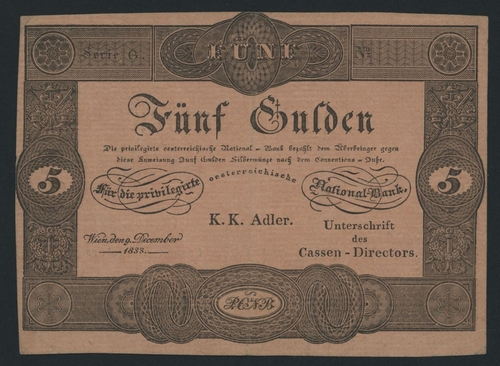 Serie G. FÜNF No.
Fünf Gulden
Die privilegirte oesterreichische National-Bank bezahlt dem Überbringer gegen
diese Anweisung Fünf Gulden Silbermünze nach dem Conventions-Fuße.
5 Für die privilegirte oesterreichische National-Bank, 5
K. K. Adler.
Unterschrift
des
Cassen-Directors.
Wien, den 9. December
1833.
P.Œ.N.B.